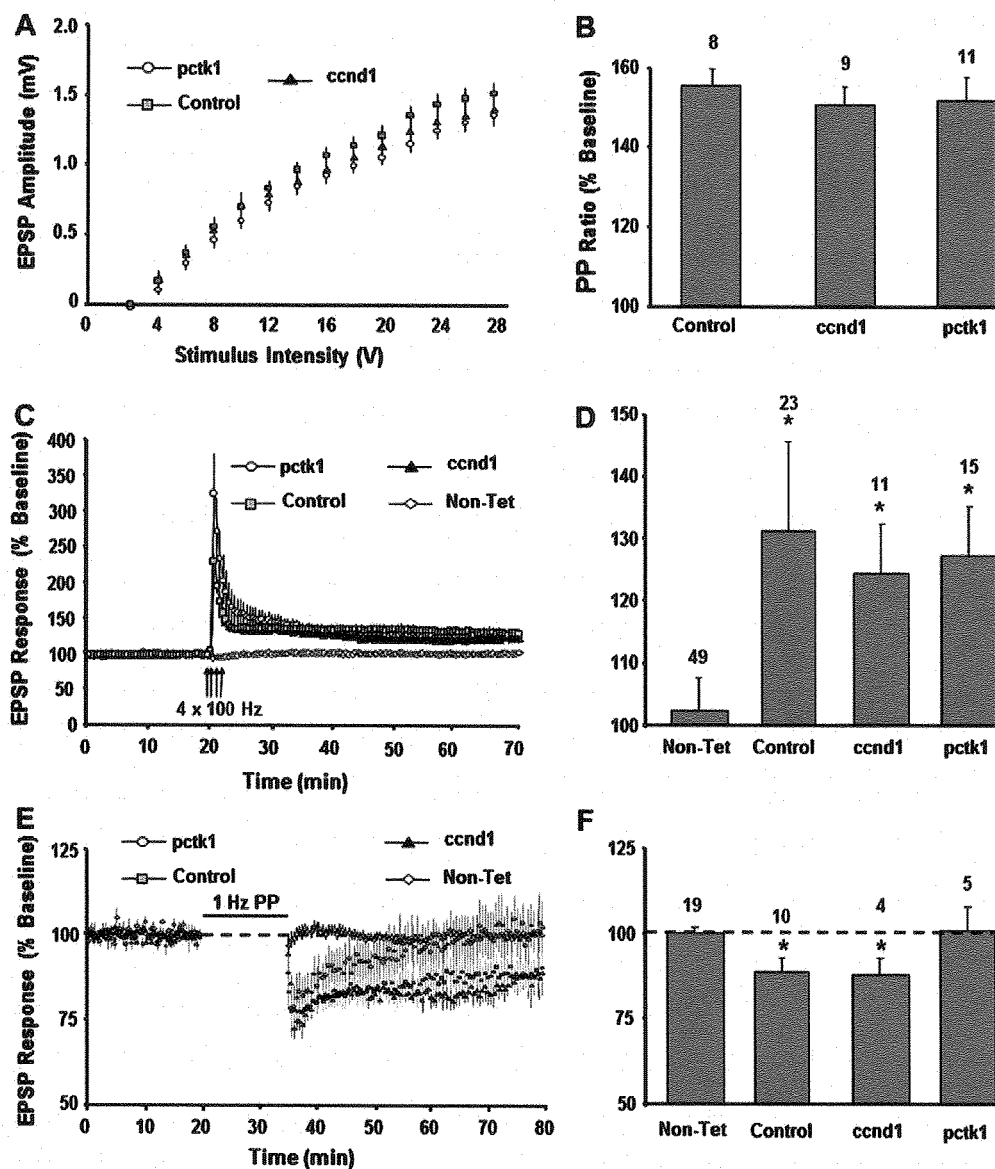 A
EPSP Amplitude (mV)
2.0
1.5
1.0
0.5
0
pctk1
ccnd1
Control
0 4 8 12 16 20 24 28
Stimulus Intensity (V)
B
PP Ratio (% Baseline)
160
140
120
100
8
9
11
Control ccnd1 pctk1
C
EPSP Response (% Baseline)
400
350
300
250
200
150
100
50
0
pctk1
ccnd1
Control
Non-Tet
4 x 100 Hz
0 10 20 30 40 50 60 70
Time (min)
D
150
140
130
120
110
100
49
23
*
11
*
15
*
Non-Tet Control ccnd1 pctk1
E
EPSP Response (% Baseline)
125
100
75
50
pctk1
ccnd1
Control
Non-Tet
1 Hz PP
0 10 20 30 40 50 60 70 80
Time (min)
F
125
100
75
50
19
10
*
4
*
5
Non-Tet Control ccnd1 pctk1